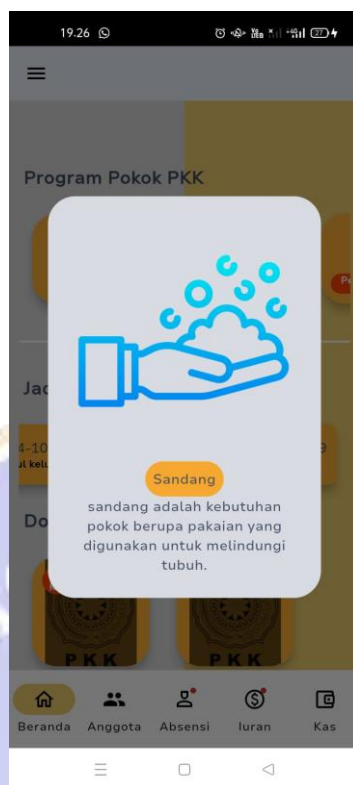 19.26
27
Program Pokok PKK
Sandang
sandang adalah kebutuhan
pokok berupa pakaian yang
digunakan untuk melindungi
tubuh.
PKK
PKK
Beranda Anggota Absensi Iuran Kas